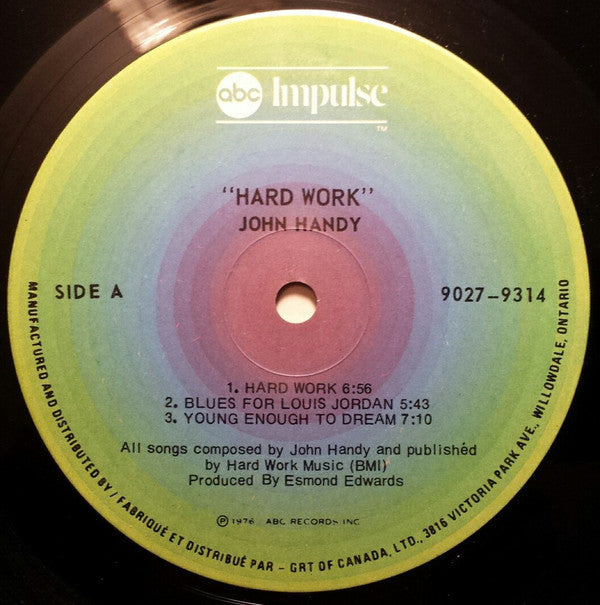 abc Impulse
TM
"HARD WORK"
JOHN HANDY
SIDE A
9027-9314
1. HARD WORK 6:56
2. BLUES FOR LOUIS JORDAN 5:43
3. YOUNG ENOUGH TO DREAM 7:10
All songs composed by John Handy and published
by Hard Work Music (BMI)
Produced By Esmond Edwards
℗ 1976 ABC RECORDS INC
MANUFACTURED AND DISTRIBUTED BY / FABRIQUÉ ET DISTRIBUÉ PAR - GRT OF CANADA, LTD., 3816 VICTORIA PARK AVE., WILLOWDALE, ONTARIO